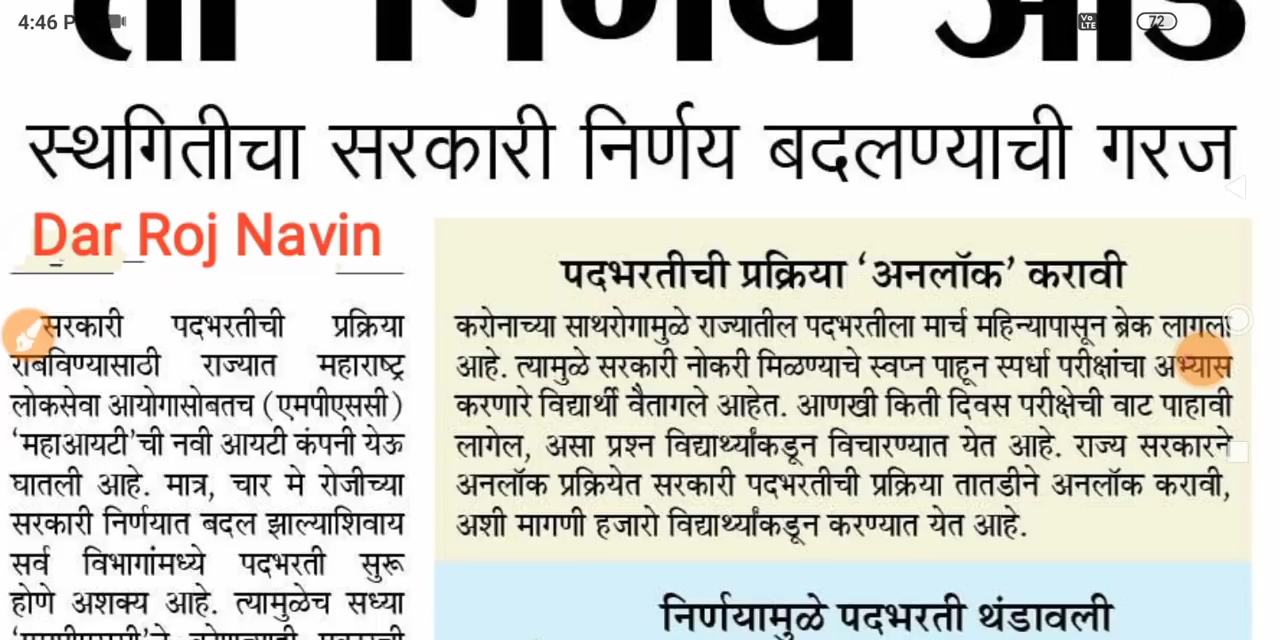 4:46 P
Vo LTE
72
निर्णय
स्थगितीचा सरकारी निर्णय बदलण्याची गरज
Dar Roj Navin
सरकारी पदभरतीची प्रक्रिया
राबविण्यासाठी राज्यात महाराष्ट्र
लोकसेवा आयोगासोबतच (एमपीएससी)
‘महाआयटी’ची नवी आयटी कंपनी येऊ
घातली आहे. मात्र, चार मे रोजीच्या
सरकारी निर्णयात बदल झाल्याशिवाय
सर्व विभागांमध्ये पदभरती सुरू
होणे अशक्य आहे. त्यामुळेच सध्या
पदभरतीची प्रक्रिया ‘अनलॉक’ करावी
करोनाच्या साथरोगामुळे राज्यातील पदभरतीला मार्च महिन्यापासून ब्रेक लागला
आहे. त्यामुळे सरकारी नोकरी मिळण्याचे स्वप्न पाहून स्पर्धा परीक्षांचा अभ्यास
करणारे विद्यार्थी वैतागले आहेत. आणखी किती दिवस परीक्षेची वाट पाहावी
लागेल, असा प्रश्न विद्यार्थ्यांकडून विचारण्यात येत आहे. राज्य सरकारने
अनलॉक प्रक्रियेत सरकारी पदभरतीची प्रक्रिया तातडीने अनलॉक करावी,
अशी मागणी हजारो विद्यार्थ्यांकडून करण्यात येत आहे.
निर्णयामुळे पदभरती थंडावली